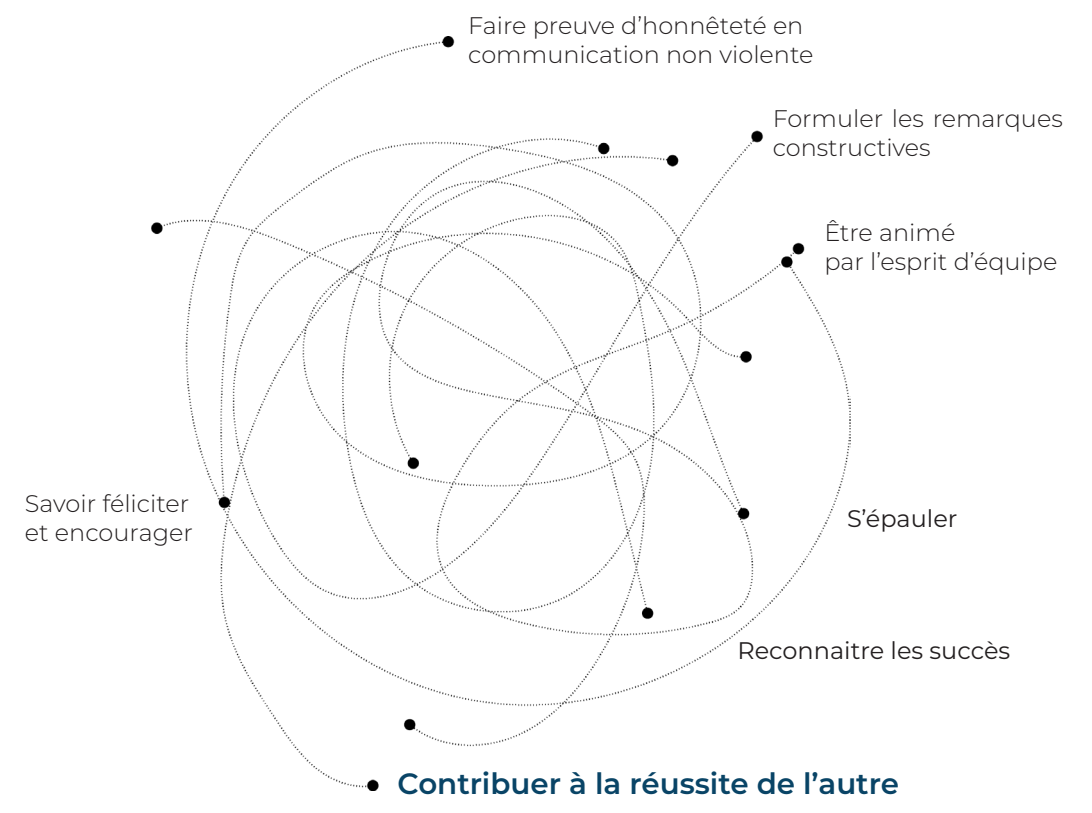 Faire preuve d'honnêteté en
communication non violente
Formuler les remarques
constructives
Être animé
par l'esprit d'équipe
Savoir féliciter
et encourager
S'épauler
Reconnaitre les succès
Contribuer à la réussite de l'autre